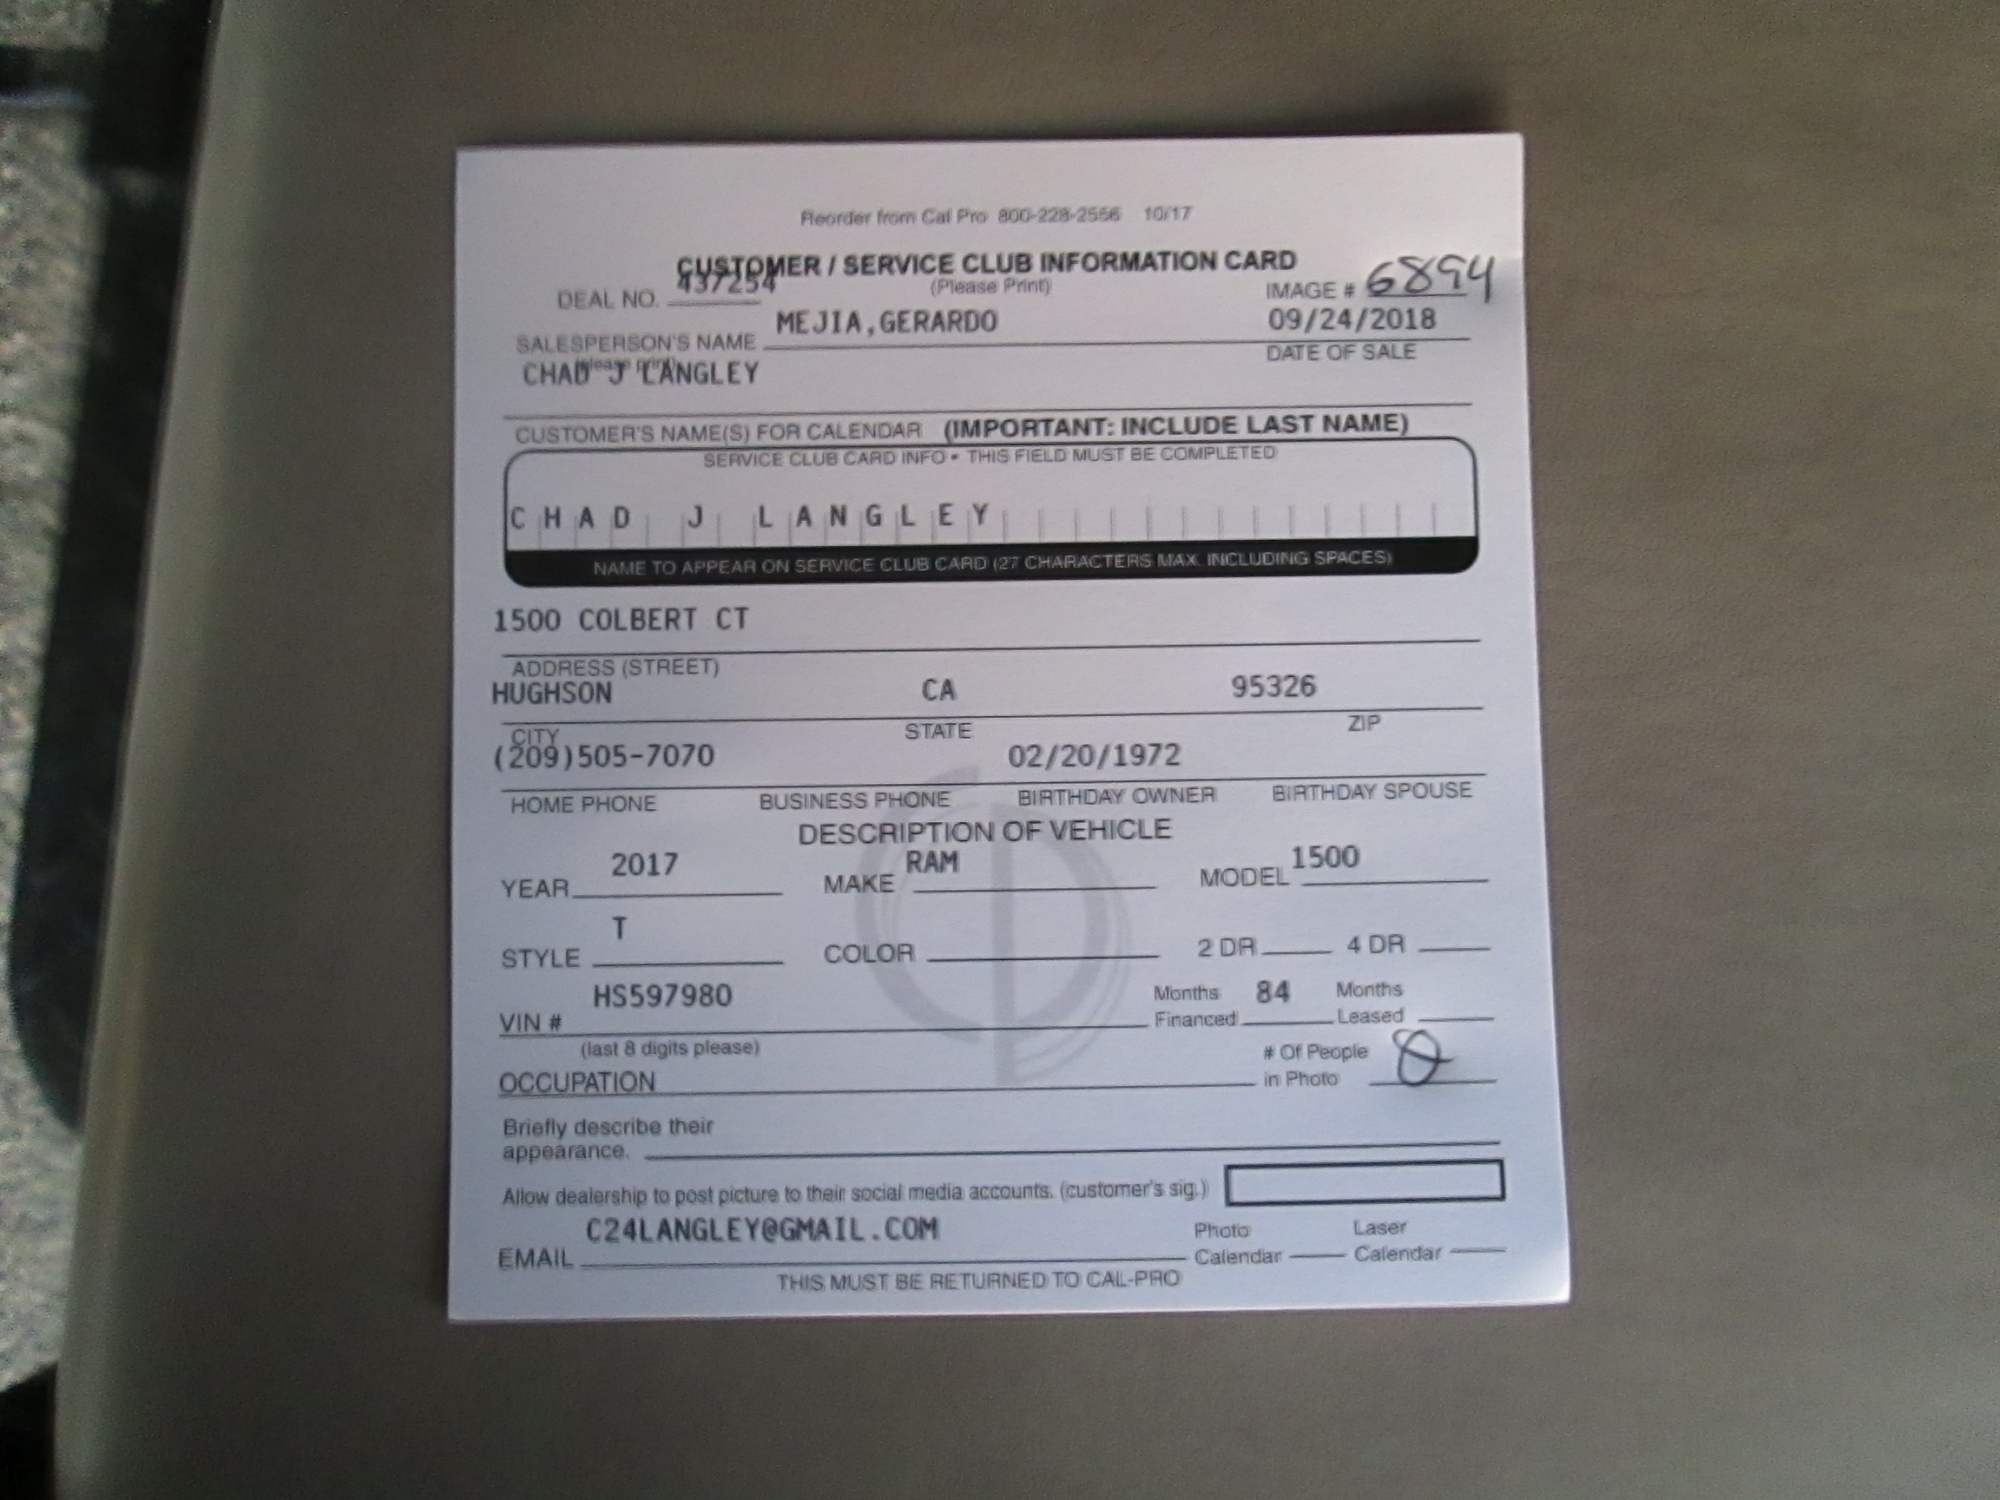 Reorder from Cal Pro 800-228-2556 10/17
CUSTOMER / SERVICE CLUB INFORMATION CARD
(Please Print)
DEAL NO. 437254 IMAGE # 6894
SALESPERSON'S NAME MEJIA,GERARDO 09/24/2018
(please print) DATE OF SALE
CHAD J LANGLEY
CUSTOMER'S NAME(S) FOR CALENDAR (IMPORTANT: INCLUDE LAST NAME)
SERVICE CLUB CARD INFO • THIS FIELD MUST BE COMPLETED
CHAD J LANGLEY
NAME TO APPEAR ON SERVICE CLUB CARD (27 CHARACTERS MAX. INCLUDING SPACES)
1500 COLBERT CT
ADDRESS (STREET)
HUGHSON CA 95326
CITY STATE ZIP
(209)505-7070 02/20/1972
HOME PHONE BUSINESS PHONE BIRTHDAY OWNER BIRTHDAY SPOUSE
DESCRIPTION OF VEHICLE
YEAR 2017 MAKE RAM MODEL 1500
STYLE T COLOR 2 DR 4 DR
VIN # HS597980 Months Financed 84 Months Leased
(last 8 digits please)
OCCUPATION # Of People in Photo 0
Briefly describe their
appearance.
Allow dealership to post picture to their social media accounts. (customer's sig.)
EMAIL C24LANGLEY@GMAIL.COM Photo Calendar Laser Calendar
THIS MUST BE RETURNED TO CAL-PRO